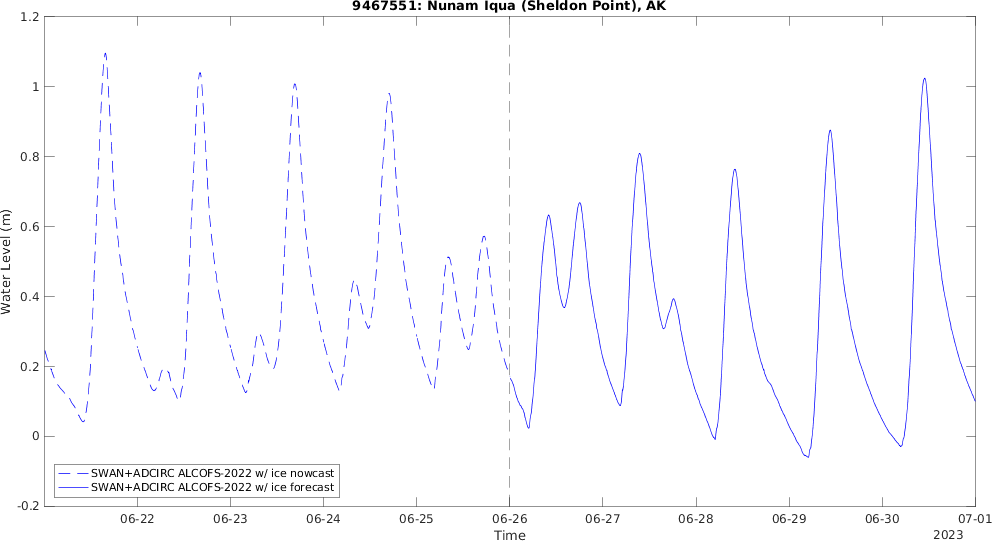 9467551: Nunam Iqua (Sheldon Point), AK
1.2
1
0.8
0.6
0.4
0.2
0
-0.2
Water Level (m)
SWAN+ADCIRC ALCOFS-2022 w/ ice nowcast
SWAN+ADCIRC ALCOFS-2022 w/ ice forecast
06-22 06-23 06-24 06-25 06-26 06-27 06-28 06-29 06-30 07-01
Time
2023